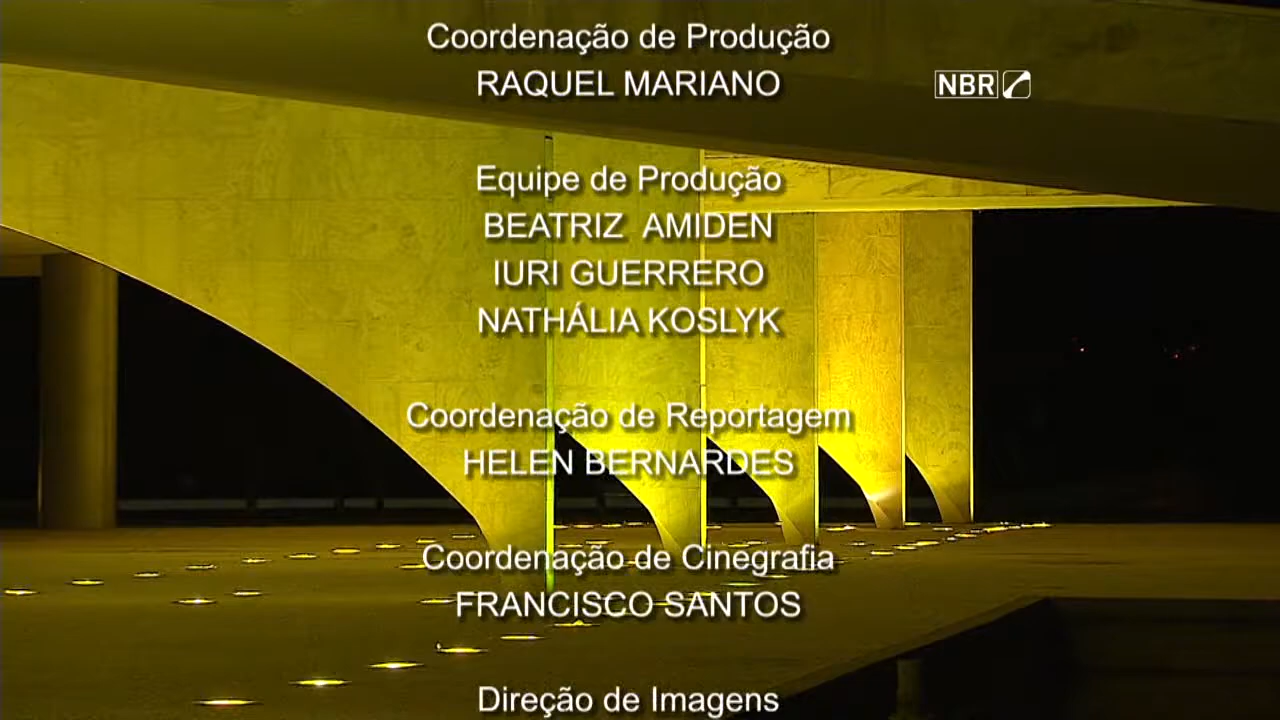 Coordenação de Produção
RAQUEL MARIANO
NBR
Equipe de Produção
BEATRIZ AMIDEN
IURI GUERRERO
NATHÁLIA KOSLYK
Coordenação de Reportagem
HELEN BERNARDES
Coordenação de Cinegrafia
FRANCISCO SANTOS
Direção de Imagens